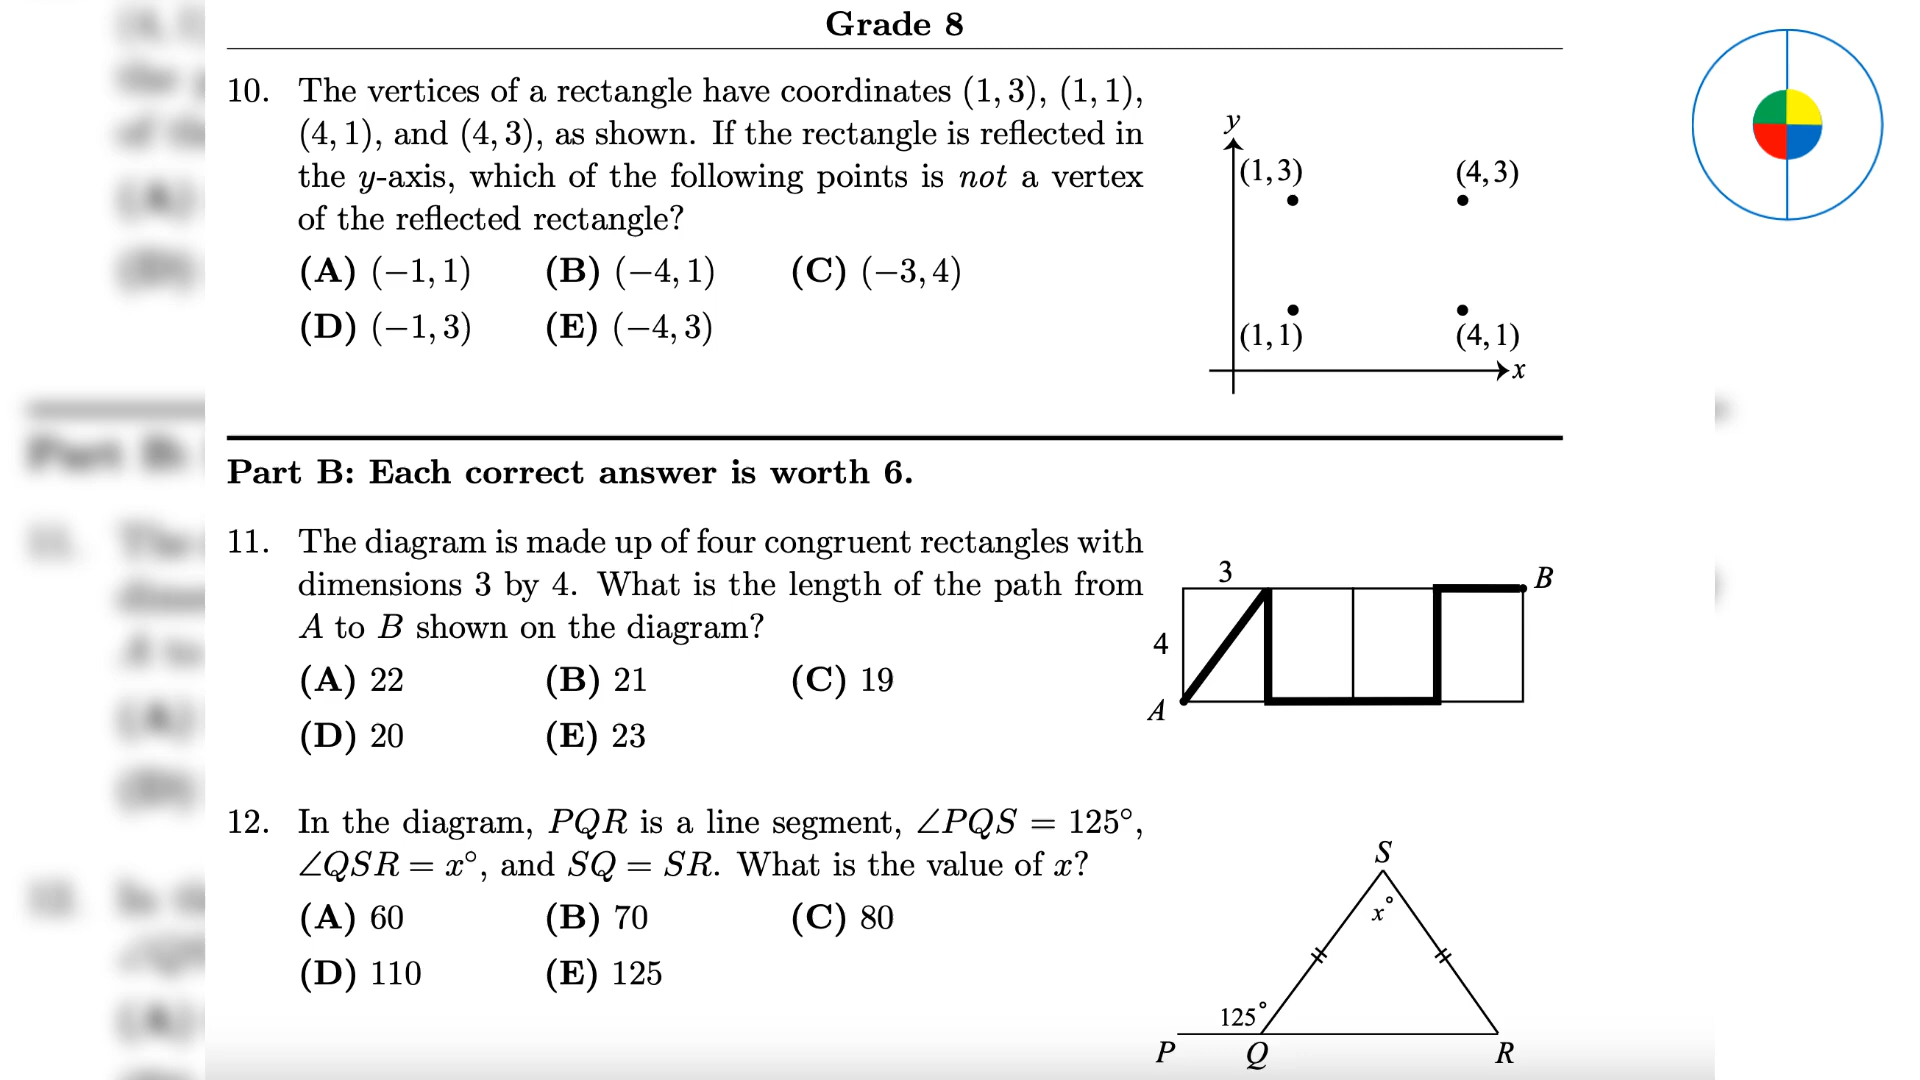 Grade 8
10. The vertices of a rectangle have coordinates (1, 3), (1, 1),
(4, 1), and (4, 3), as shown. If the rectangle is reflected in
the y-axis, which of the following points is not a vertex
of the reflected rectangle?
(A) (−1, 1) (B) (−4, 1) (C) (−3, 4)
(D) (−1, 3) (E) (−4, 3)
y
(1, 3) (4, 3)
(1, 1) (4, 1)
x
Part B: Each correct answer is worth 6.
11. The diagram is made up of four congruent rectangles with
dimensions 3 by 4. What is the length of the path from
A to B shown on the diagram?
(A) 22 (B) 21 (C) 19
(D) 20 (E) 23
3
B
4
A
12. In the diagram, PQR is a line segment, ∠PQS = 125°,
∠QSR = x°, and SQ = SR. What is the value of x?
(A) 60 (B) 70 (C) 80
(D) 110 (E) 125
S
x°
125°
P Q R